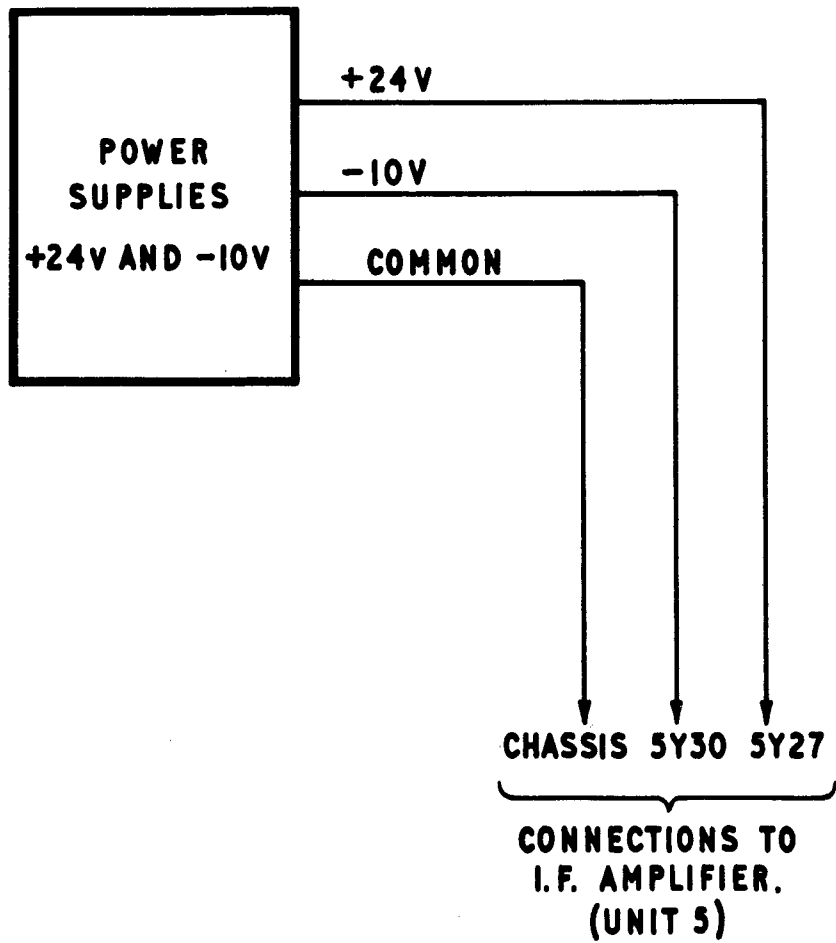 +24V
POWER
SUPPLIES
+24V AND -10V
-10V
COMMON
CHASSIS 5Y30 5Y27
CONNECTIONS TO
I.F. AMPLIFIER.
(UNIT 5)